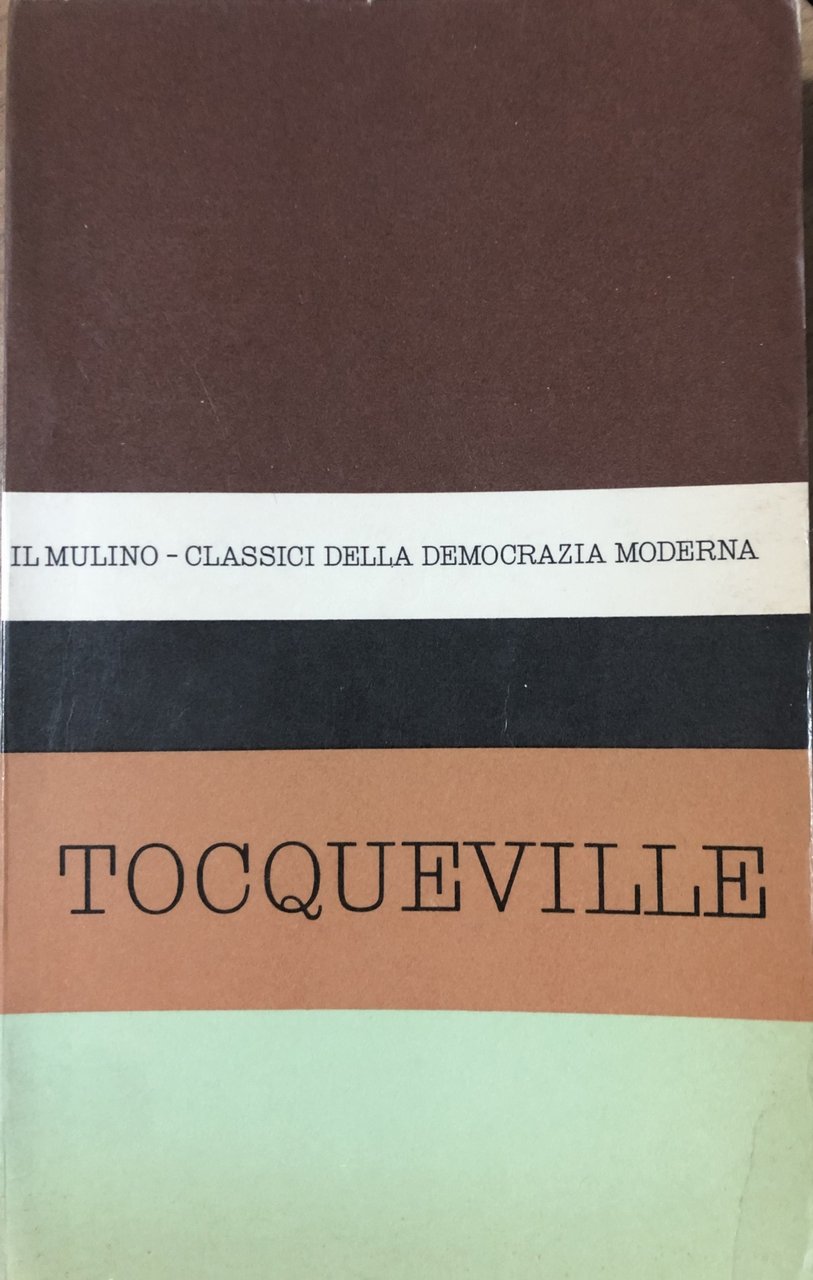 IL MULINO – CLASSICI DELLA DEMOCRAZIA MODERNA
TOCQUEVILLE